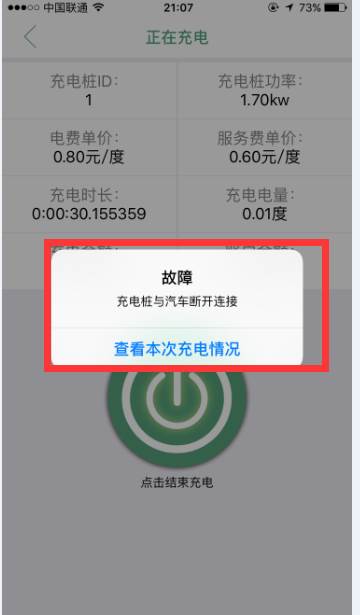 中国联通 21:07 73%
正在充电
充电桩ID: 充电桩功率:
1 1.70kw
电费单价: 服务费单价:
0.80元/度 0.60元/度
充电时长: 充电电量:
0:00:30.155359 0.01度
故障
充电桩与汽车断开连接
查看本次充电情况
点击结束充电